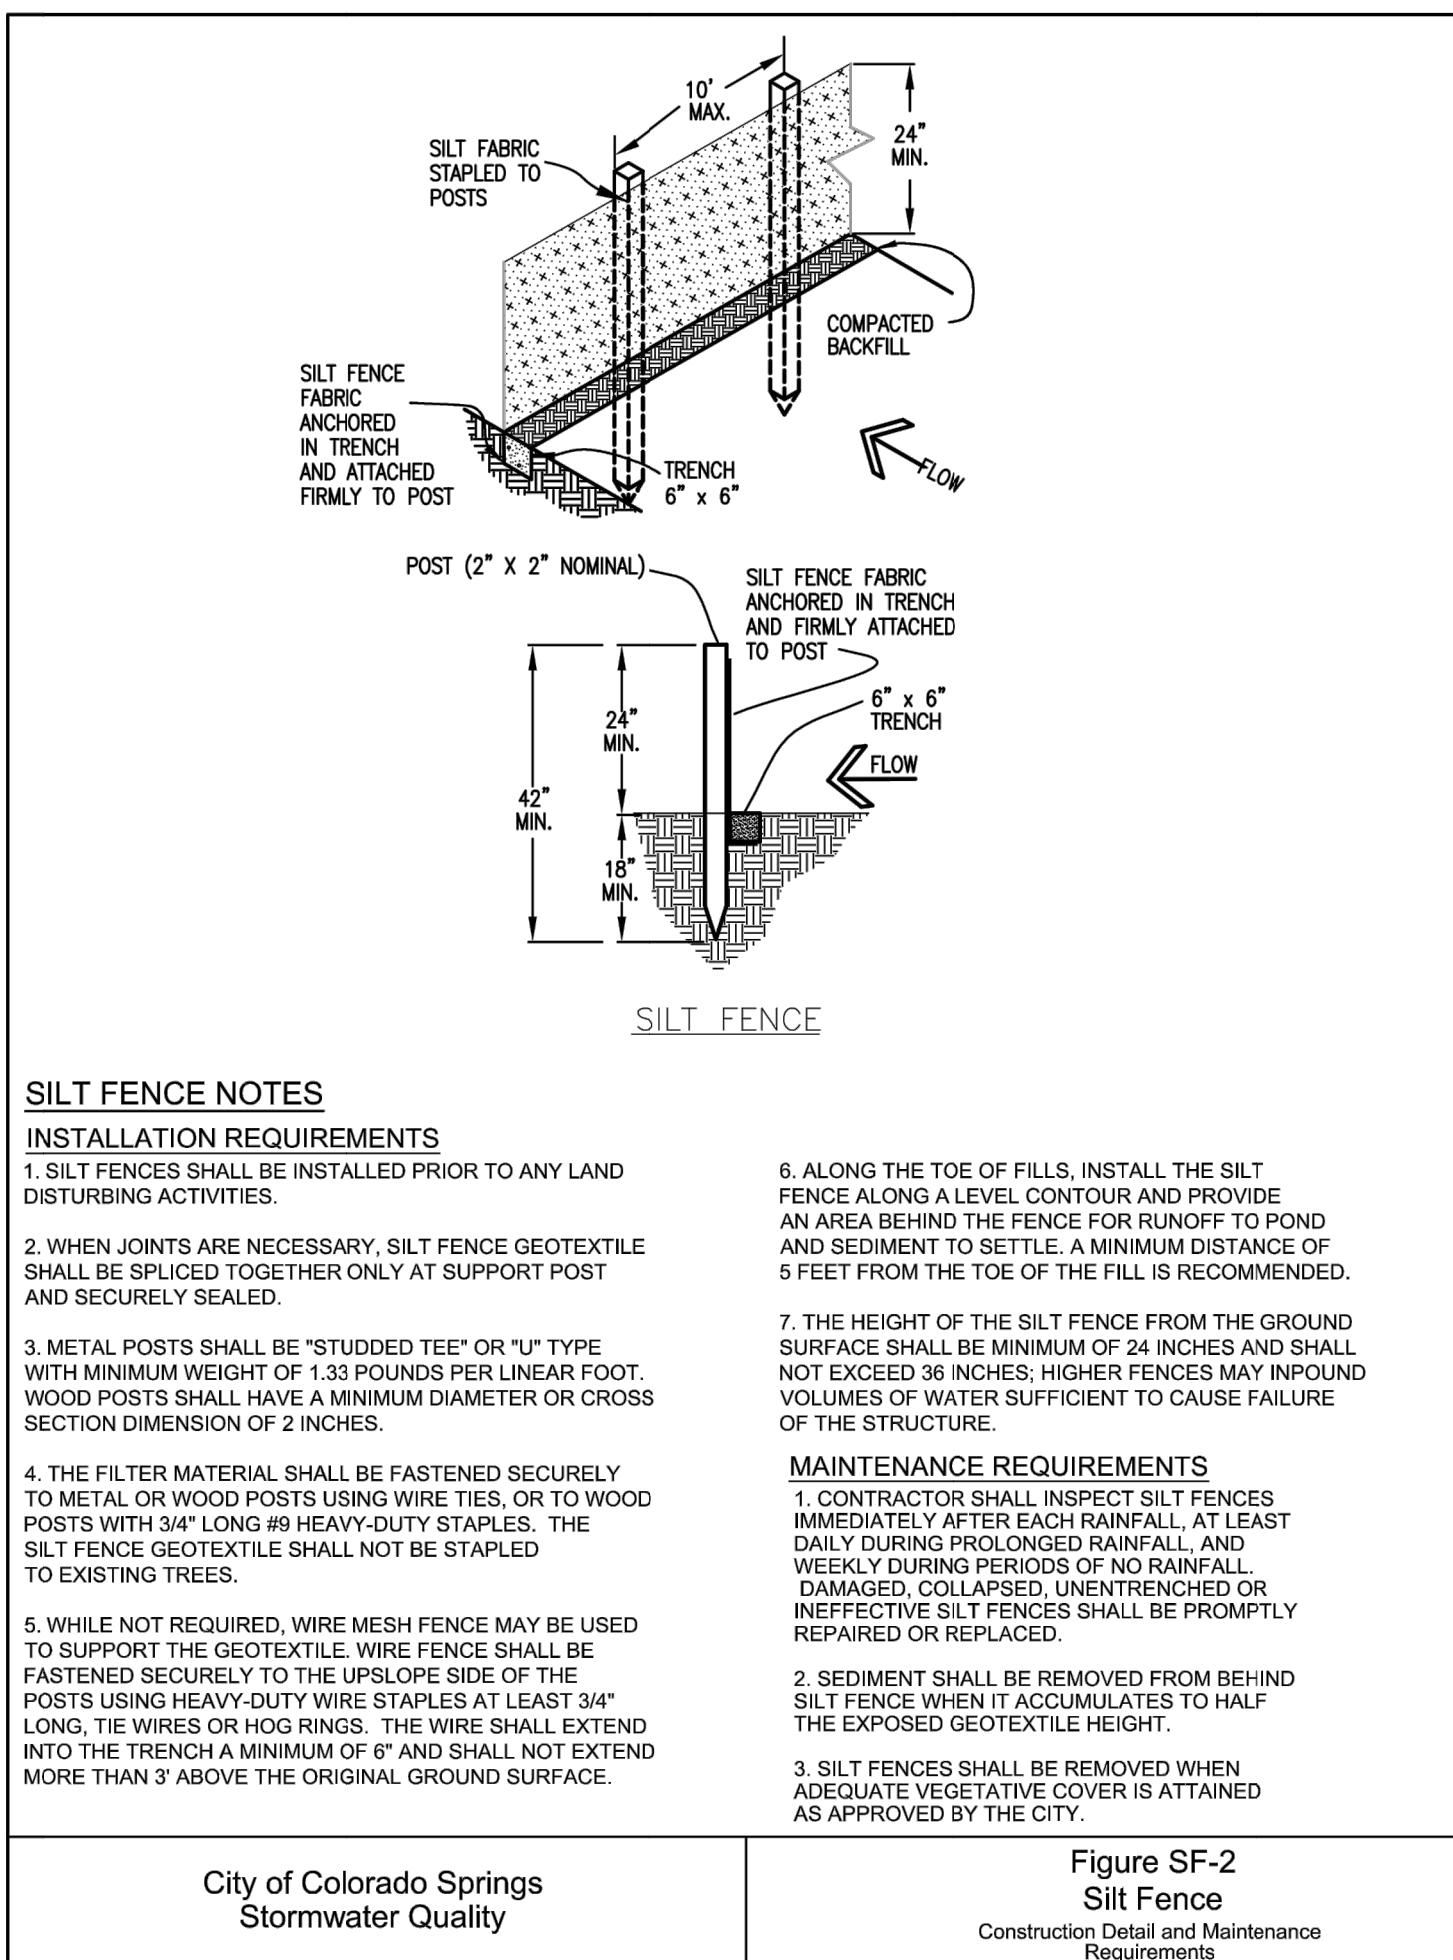 10'
MAX.
SILT FABRIC
STAPLED TO
POSTS
24"
MIN.
COMPACTED
BACKFILL
SILT FENCE
FABRIC
ANCHORED
IN TRENCH
AND ATTACHED
FIRMLY TO POST
TRENCH
6" x 6"
FLOW
POST (2" X 2" NOMINAL)
SILT FENCE FABRIC
ANCHORED IN TRENCH
AND FIRMLY ATTACHED
TO POST
6" x 6"
TRENCH
24"
MIN.
FLOW
42"
MIN.
18"
MIN.
SILT FENCE
SILT FENCE NOTES
INSTALLATION REQUIREMENTS
1. SILT FENCES SHALL BE INSTALLED PRIOR TO ANY LAND
DISTURBING ACTIVITIES.
2. WHEN JOINTS ARE NECESSARY, SILT FENCE GEOTEXTILE
SHALL BE SPLICED TOGETHER ONLY AT SUPPORT POST
AND SECURELY SEALED.
3. METAL POSTS SHALL BE "STUDDED TEE" OR "U" TYPE
WITH MINIMUM WEIGHT OF 1.33 POUNDS PER LINEAR FOOT.
WOOD POSTS SHALL HAVE A MINIMUM DIAMETER OR CROSS
SECTION DIMENSION OF 2 INCHES.
4. THE FILTER MATERIAL SHALL BE FASTENED SECURELY
TO METAL OR WOOD POSTS USING WIRE TIES, OR TO WOOD
POSTS WITH 3/4" LONG #9 HEAVY-DUTY STAPLES. THE
SILT FENCE GEOTEXTILE SHALL NOT BE STAPLED
TO EXISTING TREES.
5. WHILE NOT REQUIRED, WIRE MESH FENCE MAY BE USED
TO SUPPORT THE GEOTEXTILE. WIRE FENCE SHALL BE
FASTENED SECURELY TO THE UPSLOPE SIDE OF THE
POSTS USING HEAVY-DUTY WIRE STAPLES AT LEAST 3/4"
LONG, TIE WIRES OR HOG RINGS. THE WIRE SHALL EXTEND
INTO THE TRENCH A MINIMUM OF 6" AND SHALL NOT EXTEND
MORE THAN 3' ABOVE THE ORIGINAL GROUND SURFACE.
6. ALONG THE TOE OF FILLS, INSTALL THE SILT
FENCE ALONG A LEVEL CONTOUR AND PROVIDE
AN AREA BEHIND THE FENCE FOR RUNOFF TO POND
AND SEDIMENT TO SETTLE. A MINIMUM DISTANCE OF
5 FEET FROM THE TOE OF THE FILL IS RECOMMENDED.
7. THE HEIGHT OF THE SILT FENCE FROM THE GROUND
SURFACE SHALL BE MINIMUM OF 24 INCHES AND SHALL
NOT EXCEED 36 INCHES; HIGHER FENCES MAY INPOUND
VOLUMES OF WATER SUFFICIENT TO CAUSE FAILURE
OF THE STRUCTURE.
MAINTENANCE REQUIREMENTS
1. CONTRACTOR SHALL INSPECT SILT FENCES
IMMEDIATELY AFTER EACH RAINFALL, AT LEAST
DAILY DURING PROLONGED RAINFALL, AND
WEEKLY DURING PERIODS OF NO RAINFALL.
DAMAGED, COLLAPSED, UNENTRENCHED OR
INEFFECTIVE SILT FENCES SHALL BE PROMPTLY
REPAIRED OR REPLACED.
2. SEDIMENT SHALL BE REMOVED FROM BEHIND
SILT FENCE WHEN IT ACCUMULATES TO HALF
THE EXPOSED GEOTEXTILE HEIGHT.
3. SILT FENCES SHALL BE REMOVED WHEN
ADEQUATE VEGETATIVE COVER IS ATTAINED
AS APPROVED BY THE CITY.
City of Colorado Springs
Stormwater Quality
Figure SF-2
Silt Fence
Construction Detail and Maintenance
Requirements